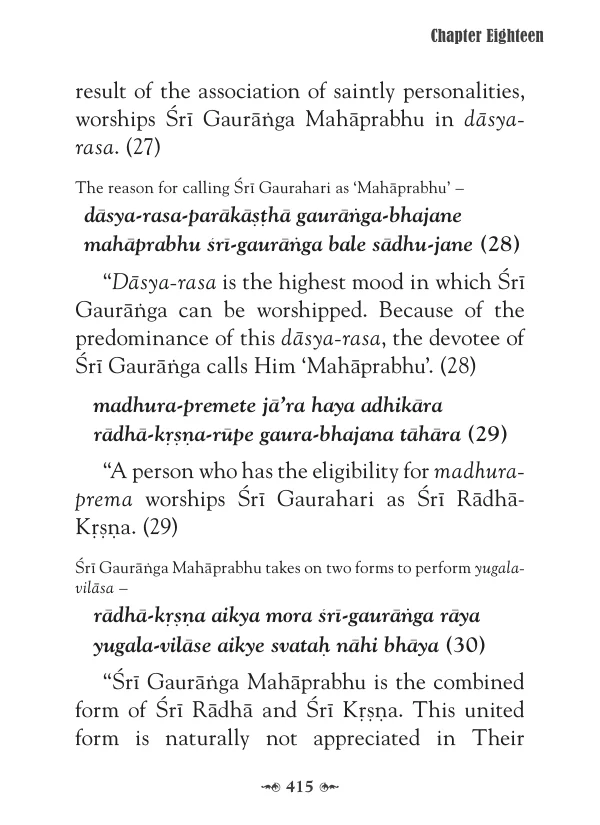 Chapter Eighteen
result of the association of saintly personalities,
worships Śrī Gaurāṅga Mahāprabhu in dāsya-
rasa. (27)
The reason for calling Śrī Gaurahari as ‘Mahāprabhu’ –
dāsya-rasa-parākāṣṭhā gaurāṅga-bhajane
mahāprabhu śrī-gaurāṅga bale sādhu-jane (28)
“Dāsya-rasa is the highest mood in which Śrī
Gaurāṅga can be worshipped. Because of the
predominance of this dāsya-rasa, the devotee of
Śrī Gaurāṅga calls Him ‘Mahāprabhu’. (28)
madhura-premete jā’ra haya adhikāra
rādhā-kṛṣṇa-rūpe gaura-bhajana tāhāra (29)
“A person who has the eligibility for madhura-
prema worships Śrī Gaurahari as Śrī Rādhā-
Kṛṣṇa. (29)
Śrī Gaurāṅga Mahāprabhu takes on two forms to perform yugala-
vilāsa –
rādhā-kṛṣṇa aikya mora śrī-gaurāṅga rāya
yugala-vilāse aikye svataḥ nāhi bhāya (30)
“Śrī Gaurāṅga Mahāprabhu is the combined
form of Śrī Rādhā and Śrī Kṛṣṇa. This united
form is naturally not appreciated in Their
415